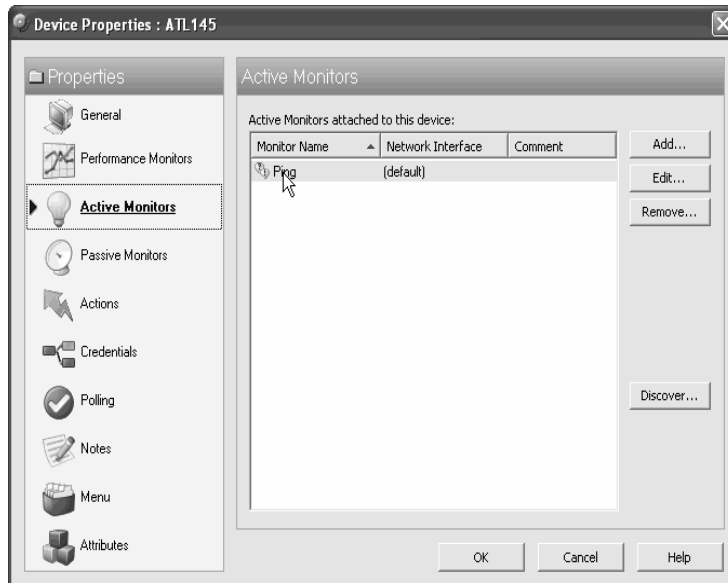 Device Properties : ATL145
Properties
General
Performance Monitors
Active Monitors
Passive Monitors
Actions
Credentials
Polling
Notes
Menu
Attributes
Active Monitors
Active Monitors attached to this device:
Monitor Name Network Interface Comment
Ping (default)
Add...
Edit...
Remove...
Discover...
OK Cancel Help